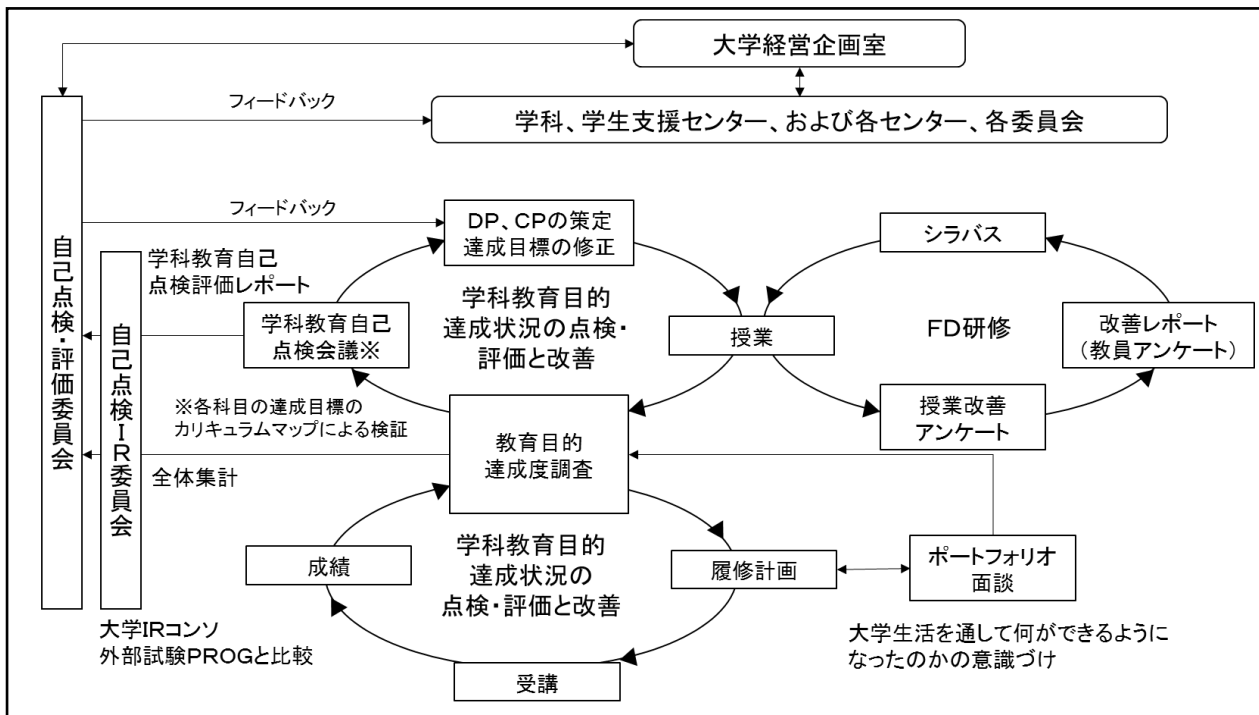 大学経営企画室
フィードバック
学科、学生支援センター、および各センター、各委員会
フィードバック
DP、CPの策定
達成目標の修正
シラバス
自己点検・評価委員会
自己点検IR委員会
学科教育自己
点検評価レポート
学科教育自己
点検会議※
学科教育目的
達成状況の点検・
評価と改善
授業
FD研修
改善レポート
(教員アンケート)
※各科目の達成目標の
カリキュラムマップによる検証
教育目的
達成度調査
授業改善
アンケート
全体集計
成績
学科教育目的
達成状況の
点検・評価と改善
履修計画
ポートフォリオ
面談
大学IRコンソ
外部試験PROGと比較
受講
大学生活を通して何ができるように
なったのかの意識づけ